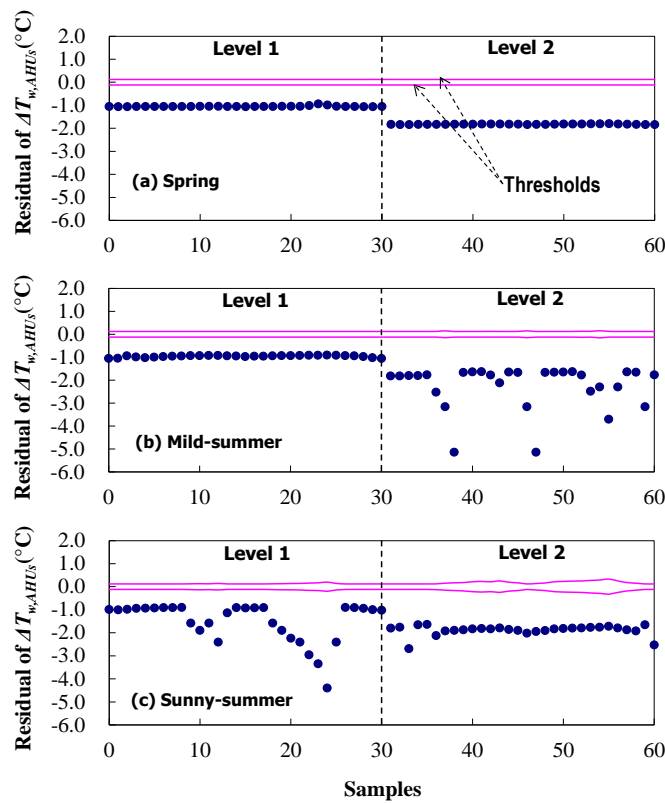 Residual of ΔT_w,AHUs(°C)
2.0
1.0
0.0
-1.0
-2.0
-3.0
-4.0
-5.0
-6.0
Level 1
Level 2
Thresholds
(a) Spring
0 10 20 30 40 50 60
Residual of ΔT_w,AHUs(°C)
2.0
1.0
0.0
-1.0
-2.0
-3.0
-4.0
-5.0
-6.0
Level 1
Level 2
(b) Mild-summer
0 10 20 30 40 50 60
Residual of ΔT_w,AHUs(°C)
2.0
1.0
0.0
-1.0
-2.0
-3.0
-4.0
-5.0
-6.0
Level 1
Level 2
(c) Sunny-summer
0 10 20 30 40 50 60
Samples